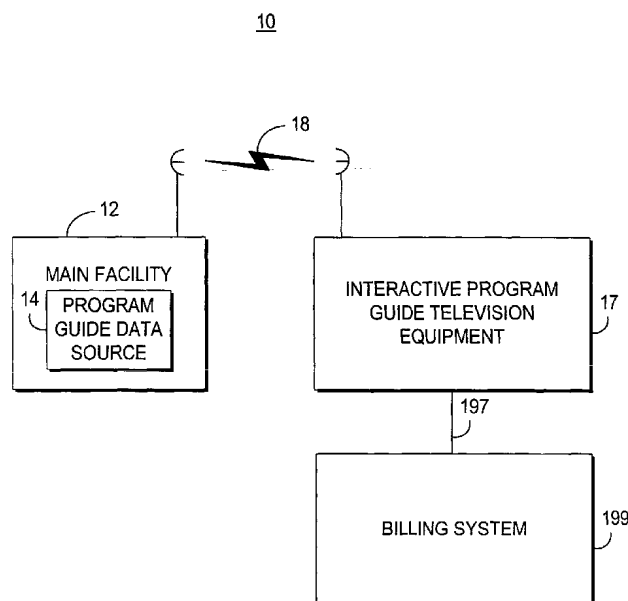 10
18
12
MAIN FACILITY
14
PROGRAM
GUIDE DATA
SOURCE
INTERACTIVE PROGRAM
GUIDE TELEVISION
EQUIPMENT
17
197
BILLING SYSTEM
199